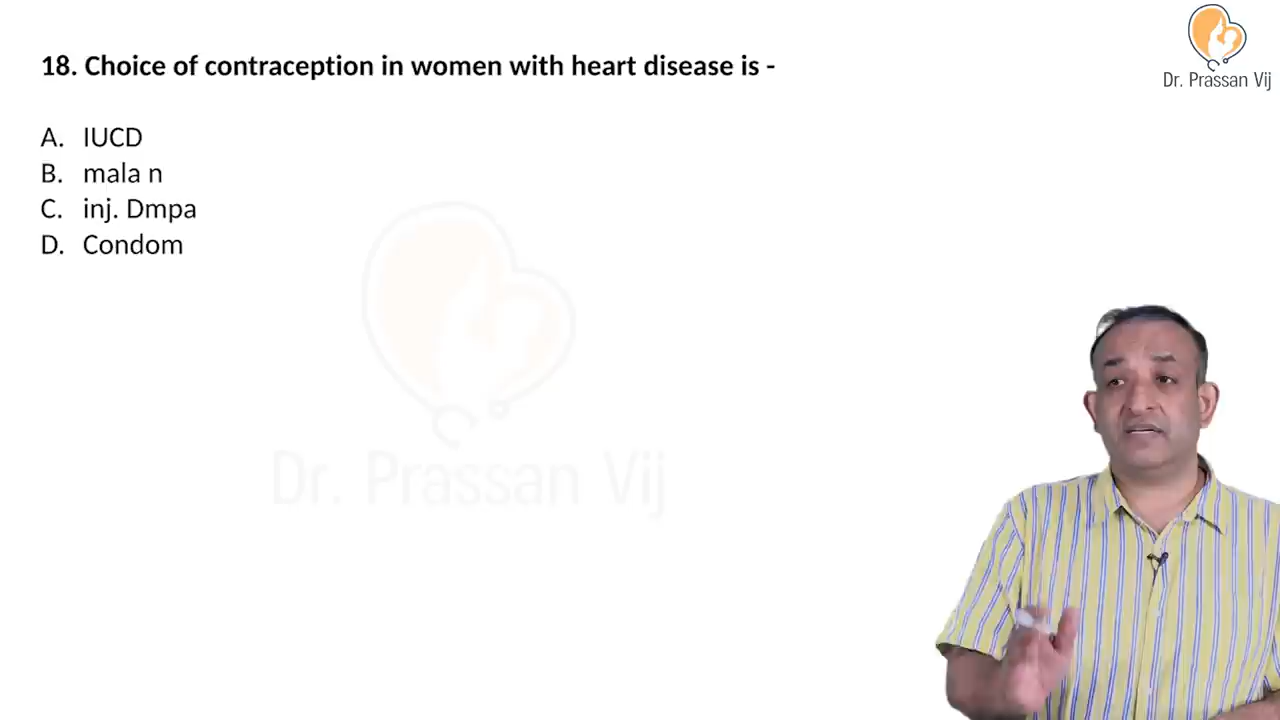 Dr. Prassan Vij
18. Choice of contraception in women with heart disease is -
A. IUCD
B. mala n
C. inj. Dmpa
D. Condom
Dr. Prassan Vij